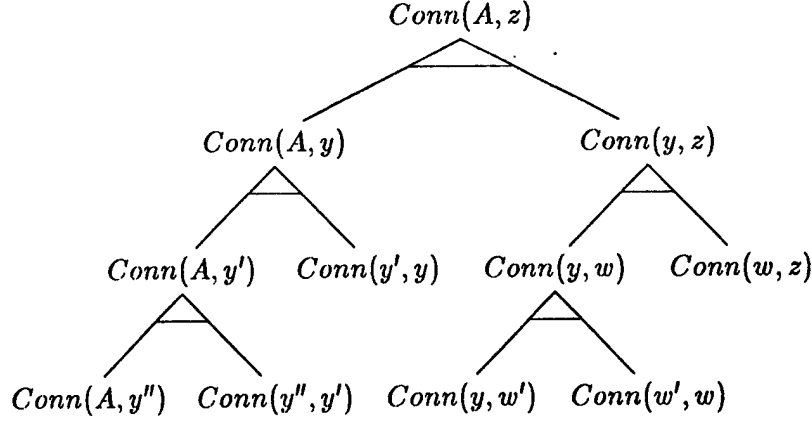 Conn(A, z)
Conn(A, y) Conn(y, z)
Conn(A, y') Conn(y', y) Conn(y, w) Conn(w, z)
Conn(A, y'') Conn(y'', y') Conn(y, w') Conn(w', w)